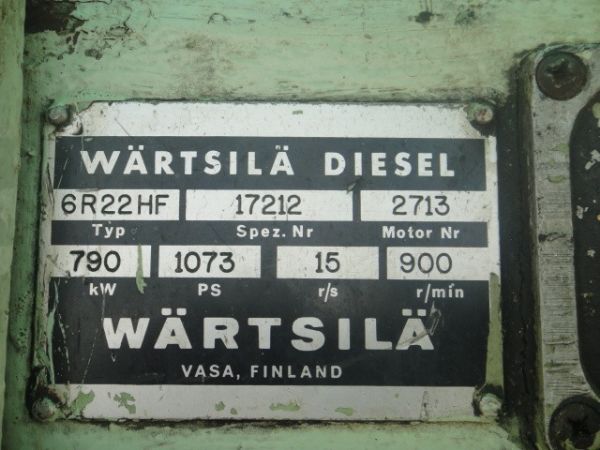 WÄRTSILÄ DIESEL
6R22HF 17212 2713
Typ Spez. Nr Motor Nr
790 1073 15 900
kW PS r/s r/min
WÄRTSILÄ
VASA, FINLAND